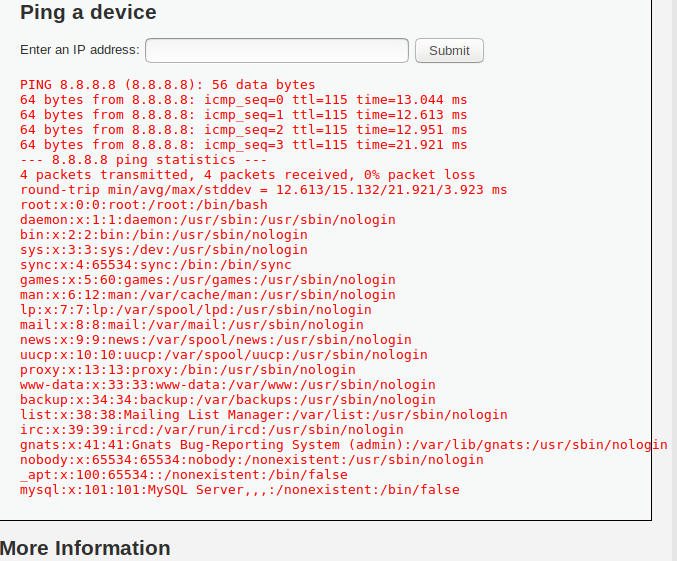 Ping a device
Enter an IP address: Submit
PING 8.8.8.8 (8.8.8.8): 56 data bytes
64 bytes from 8.8.8.8: icmp_seq=0 ttl=115 time=13.044 ms
64 bytes from 8.8.8.8: icmp_seq=1 ttl=115 time=12.613 ms
64 bytes from 8.8.8.8: icmp_seq=2 ttl=115 time=12.951 ms
64 bytes from 8.8.8.8: icmp_seq=3 ttl=115 time=21.921 ms
--- 8.8.8.8 ping statistics ---
4 packets transmitted, 4 packets received, 0% packet loss
round-trip min/avg/max/stddev = 12.613/15.132/21.921/3.923 ms
root:x:0:0:root:/root:/bin/bash
daemon:x:1:1:daemon:/usr/sbin:/usr/sbin/nologin
bin:x:2:2:bin:/bin:/usr/sbin/nologin
sys:x:3:3:sys:/dev:/usr/sbin/nologin
sync:x:4:65534:sync:/bin:/bin/sync
games:x:5:60:games:/usr/games:/usr/sbin/nologin
man:x:6:12:man:/var/cache/man:/usr/sbin/nologin
lp:x:7:7:lp:/var/spool/lpd:/usr/sbin/nologin
mail:x:8:8:mail:/var/mail:/usr/sbin/nologin
news:x:9:9:news:/var/spool/news:/usr/sbin/nologin
uucp:x:10:10:uucp:/var/spool/uucp:/usr/sbin/nologin
proxy:x:13:13:proxy:/bin:/usr/sbin/nologin
www-data:x:33:33:www-data:/var/www:/usr/sbin/nologin
backup:x:34:34:backup:/var/backups:/usr/sbin/nologin
list:x:38:38:Mailing List Manager:/var/list:/usr/sbin/nologin
irc:x:39:39:ircd:/var/run/ircd:/usr/sbin/nologin
gnats:x:41:41:Gnats Bug-Reporting System (admin):/var/lib/gnats:/usr/sbin/nologin
nobody:x:65534:65534:nobody:/nonexistent:/usr/sbin/nologin
_apt:x:100:65534::/nonexistent:/bin/false
mysql:x:101:101:MySQL Server,,,:/nonexistent:/bin/false
More Information